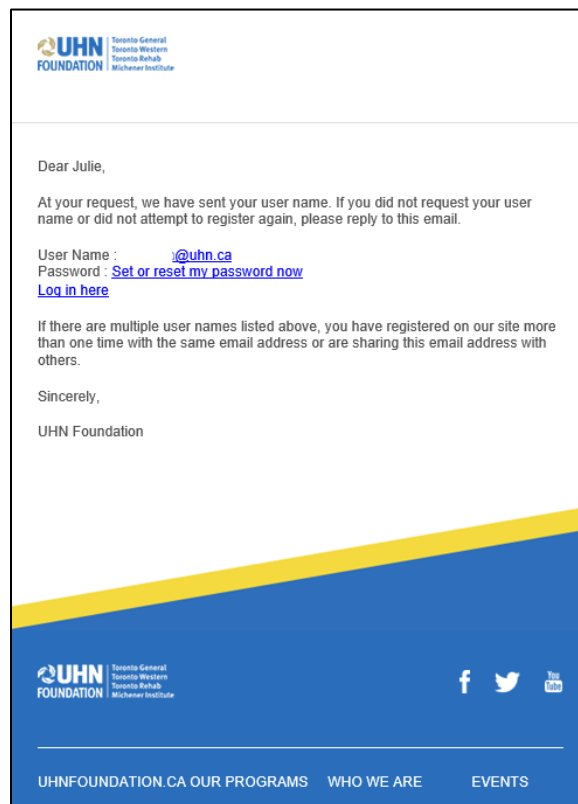 UHN FOUNDATION
Toronto General
Toronto Western
Toronto Rehab
Michener Institute
Dear Julie,
At your request, we have sent your user name. If you did not request your user
name or did not attempt to register again, please reply to this email.
User Name : @uhn.ca
Password : Set or reset my password now
Log in here
If there are multiple user names listed above, you have registered on our site more
than one time with the same email address or are sharing this email address with
others.
Sincerely,
UHN Foundation
UHN FOUNDATION
Toronto General
Toronto Western
Toronto Rehab
Michener Institute
f
You
Tube
UHNFOUNDATION.CA OUR PROGRAMS WHO WE ARE EVENTS